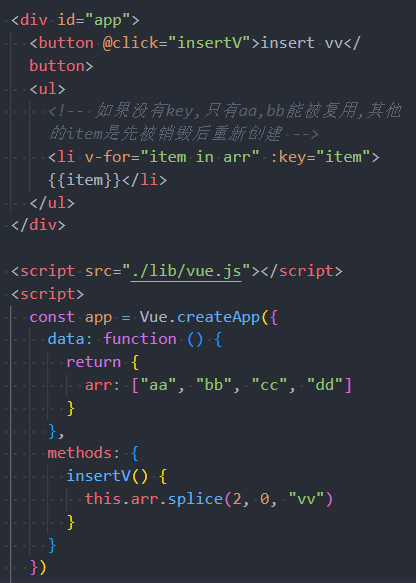 <div id="app">
<button @click="insertV">insert vv</
button>
<ul>
<!-- 如果没有key,只有aa,bb能被复用,其他
的item是先被销毁后重新创建 -->
<li v-for="item in arr" :key="item">
{{item}}</li>
</ul>
</div>
<script src="./lib/vue.js"></script>
<script>
const app = Vue.createApp({
data: function () {
return {
arr: ["aa", "bb", "cc", "dd"]
}
},
methods: {
insertV() {
this.arr.splice(2, 0, "vv")
}
}
})